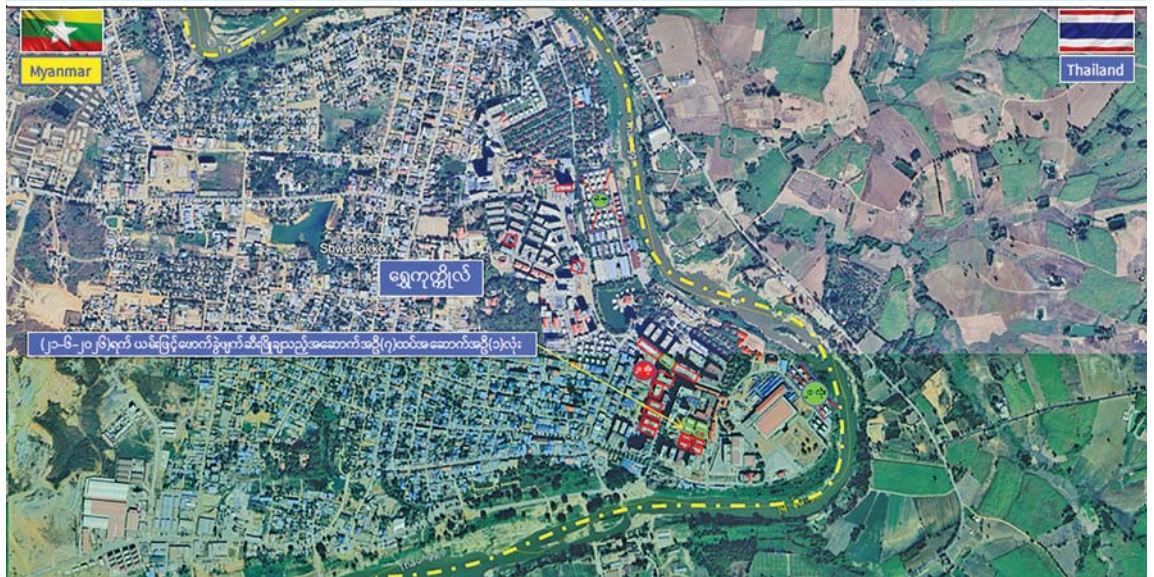 Myanmar
Thailand
Shwekokko
ရွှေကုက္ကိုလ်
(၂၁-၆-၂၀၂၆)ရက် ယမ်းဖြင့်ဖောက်ခွဲဖျက်ဆီးဖြိုချသည့်အဆောက်အဦ(၇)ထပ်အဆောက်အဦ(၁)လုံး